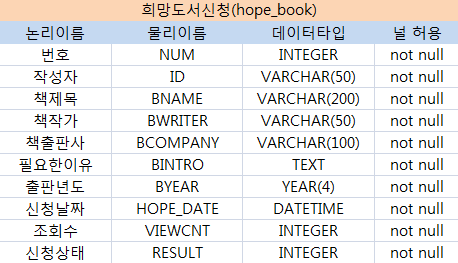 희망도서신청(hope_book)
논리이름 물리이름 데이터타입 널 허용
번호 NUM INTEGER not null
작성자 ID VARCHAR(50) not null
책제목 BNAME VARCHAR(200) not null
책작가 BWRITER VARCHAR(50) not null
책출판사 BCOMPANY VARCHAR(100) not null
필요한이유 BINTRO TEXT not null
출판년도 BYEAR YEAR(4) not null
신청날짜 HOPE_DATE DATETIME not null
조회수 VIEWCNT INTEGER not null
신청상태 RESULT INTEGER not null